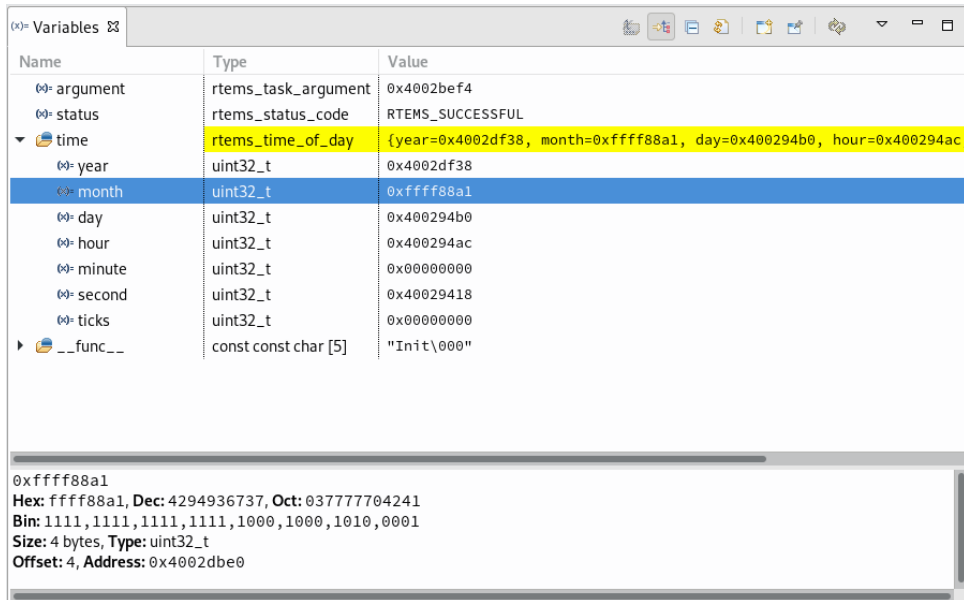 (x)= Variables
Name Type Value
(x)= argument rtems_task_argument 0x4002bef4
(x)= status rtems_status_code RTEMS_SUCCESSFUL
time rtems_time_of_day {year=0x4002df38, month=0xffff88a1, day=0x400294b0, hour=0x400294ac
(x)= year uint32_t 0x4002df38
(x)= month uint32_t 0xffff88a1
(x)= day uint32_t 0x400294b0
(x)= hour uint32_t 0x400294ac
(x)= minute uint32_t 0x00000000
(x)= second uint32_t 0x40029418
(x)= ticks uint32_t 0x00000000
__func__ const const char [5] "Init\000"
0xffff88a1
Hex: ffff88a1, Dec: 4294936737, Oct: 037777704241
Bin: 1111,1111,1111,1111,1000,1000,1010,0001
Size: 4 bytes, Type: uint32_t
Offset: 4, Address: 0x4002dbe0